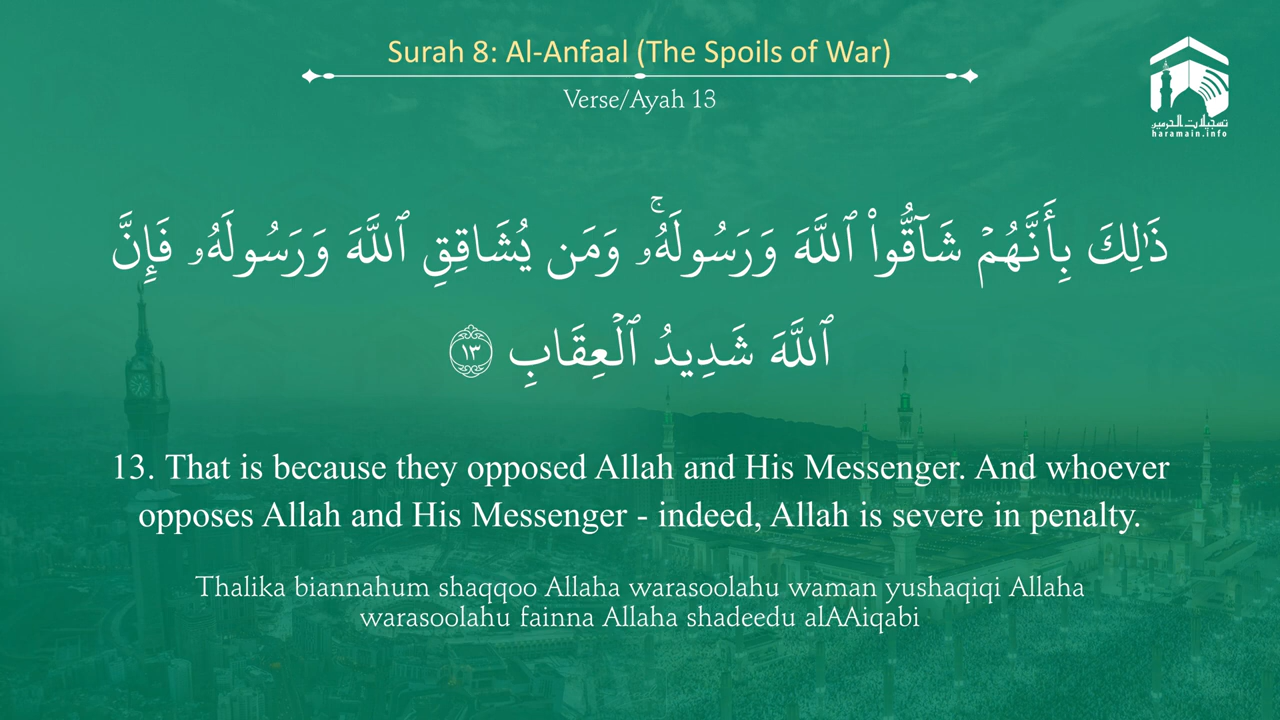 Surah 8: Al-Anfaal (The Spoils of War)
Verse/Ayah 13
تسجيلات الحرمين
haramain.info
ذَٰلِكَ بِأَنَّهُمۡ شَآقُّواْ ٱللَّهَ وَرَسُولَهُۥۚ وَمَن يُشَاقِقِ ٱللَّهَ وَرَسُولَهُۥ فَإِنَّ
ٱللَّهَ شَدِيدُ ٱلۡعِقَابِ ١٣
13. That is because they opposed Allah and His Messenger. And whoever
opposes Allah and His Messenger - indeed, Allah is severe in penalty.
Thalika biannahum shaqqoo Allaha warasoolahu waman yushaqiqi Allaha
warasoolahu fainna Allaha shadeedu alAAiqabi